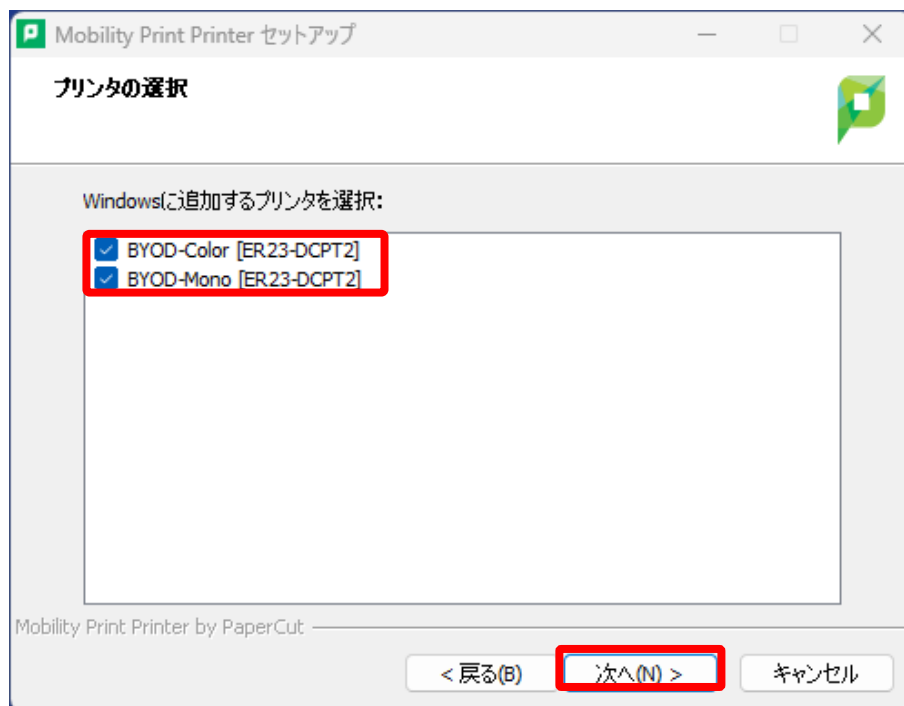 Mobility Print Printer セットアップ
プリンタの選択
Windowsに追加するプリンタを選択:
BYOD-Color [ER23-DCPT2]
BYOD-Mono [ER23-DCPT2]
Mobility Print Printer by PaperCut
< 戻る(B)
次へ(N) >
キャンセル